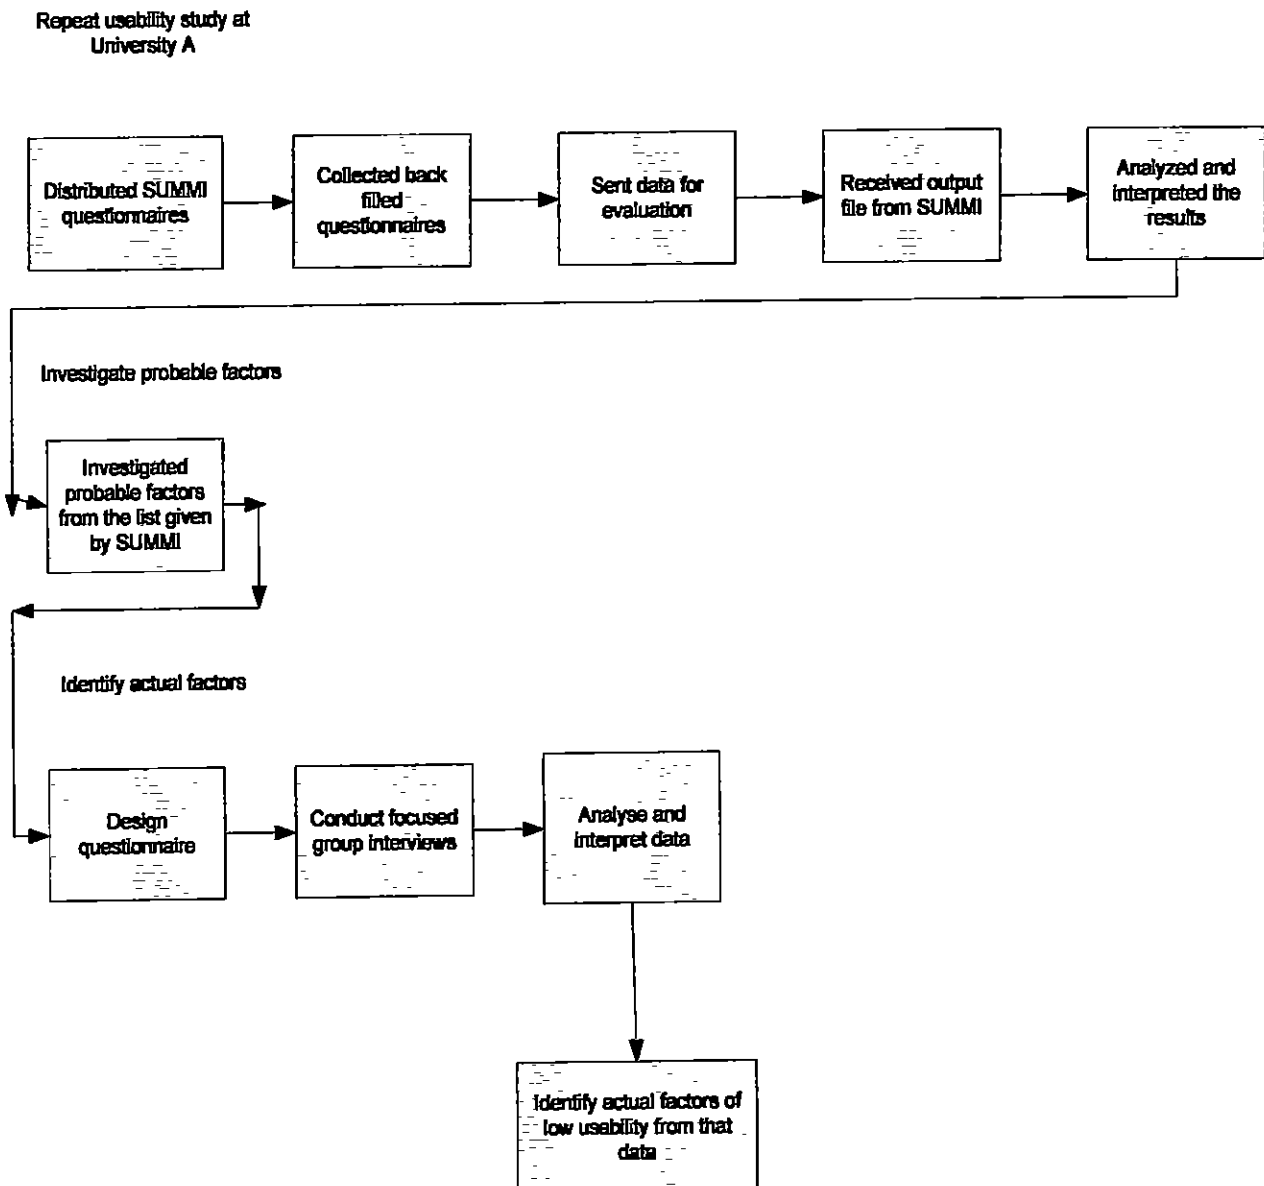 Repeat usability study at
University A
Distributed SUMMI
questionnaires
Collected back
filled
questionnaires
Sent data for
evaluation
Received output
file from SUMMI
Analyzed and
interpreted the
results
Investigate probable factors
Investigated
probable factors
from the list given
by SUMMI
Identify actual factors
Design
questionnaire
Conduct focused
group interviews
Analyse and
interpret data
Identify actual factors of
low usability from that
data